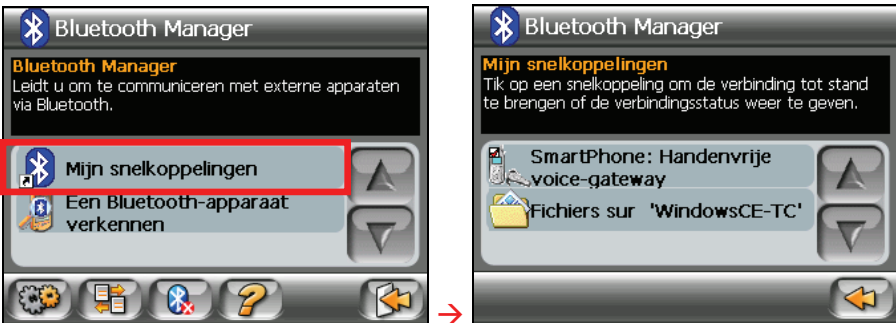 Bluetooth Manager
Bluetooth Manager
Leidt u om te communiceren met externe apparaten
via Bluetooth.
Mijn snelkoppelingen
Een Bluetooth-apparaat
verkennen
→
Bluetooth Manager
Mijn snelkoppelingen
Tik op een snelkoppeling om de verbinding tot stand
te brengen of de verbindingsstatus weer te geven.
SmartPhone: Handenvrije
voice-gateway
Fichiers sur 'WindowsCE-TC'